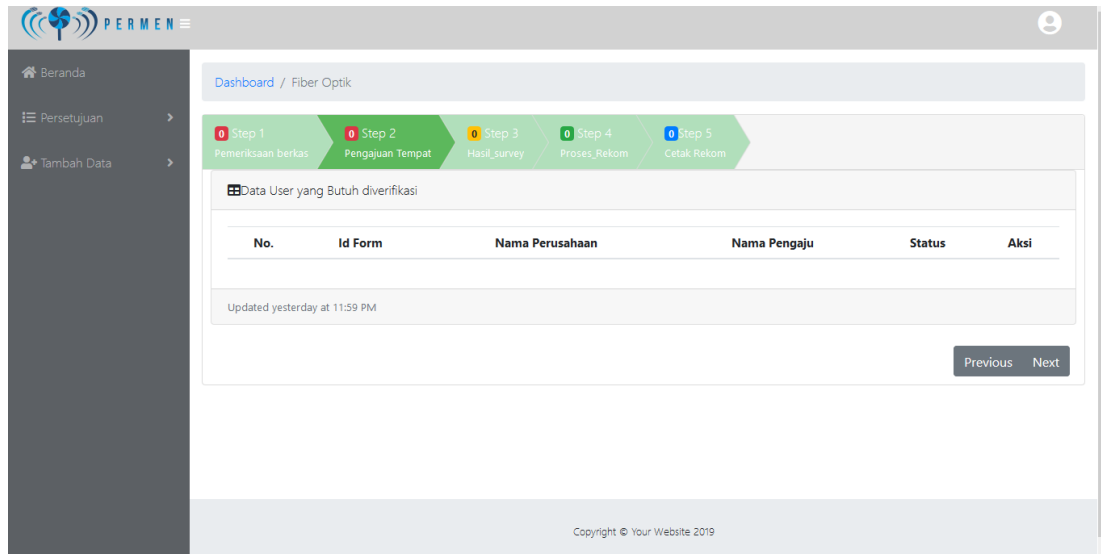 PERMEN
Beranda
Dashboard / Fiber Optik
Persetujuan
Tambah Data
0 Step 1
Pemeriksaan berkas
0 Step 2
Pengajuan Tempat
0 Step 3
Hasil_survey
0 Step 4
Proses_Rekom
0 Step 5
Cetak Rekom
Data User yang Butuh diverifikasi
No. Id Form Nama Perusahaan Nama Pengaju Status Aksi
Updated yesterday at 11:59 PM
Previous Next
Copyright © Your Website 2019